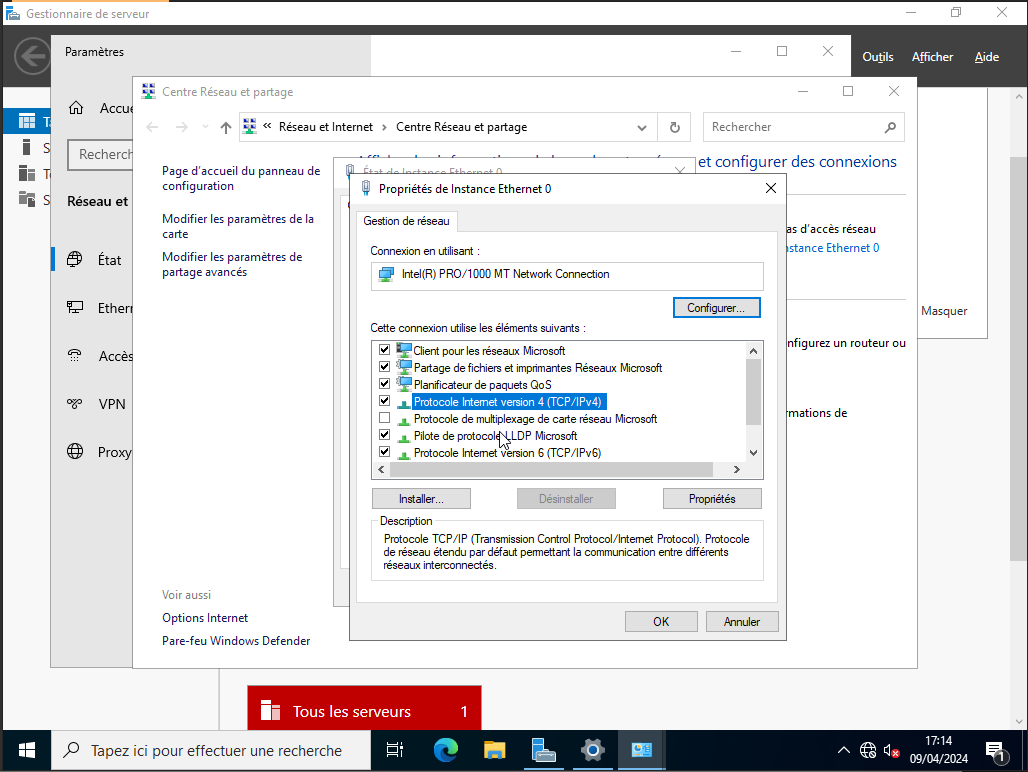 Gestionnaire de serveur
Outils
Afficher
Aide
Paramètres
Centre Réseau et partage
Réseau et Internet
Centre Réseau et partage
Rechercher
Page d'accueil du panneau de
configuration
Modifier les paramètres de la
carte
Modifier les paramètres de
partage avancés
Réseau et
État
VPN
Proxy
et configurer des connexions
d'accès réseau
Ethernet 0
Masquer
un routeur ou
de
État de Instance Ethernet 0
Propriétés de Instance Ethernet 0
Gestion de réseau
Connexion en utilisant :
Intel(R) PRO/1000 MT Network Connection
Configurer...
Cette connexion utilise les éléments suivants :
Client pour les réseaux Microsoft
Partage de fichiers et imprimantes Réseaux Microsoft
Planificateur de paquets QoS
Protocole Internet version 4 (TCP/IPv4)
Protocole de multiplexage de carte réseau Microsoft
Pilote de protocole LLDP Microsoft
Protocole Internet version 6 (TCP/IPv6)
Installer...
Désinstaller
Propriétés
Description
Protocole TCP/IP (Transmission Control Protocol/Internet Protocol). Protocole
de réseau étendu par défaut permettant la communication entre différents
réseaux interconnectés.
OK
Annuler
Voir aussi
Options Internet
Pare-feu Windows Defender
Tous les serveurs 1
Tapez ici pour effectuer une recherche
17:14
09/04/2024
1